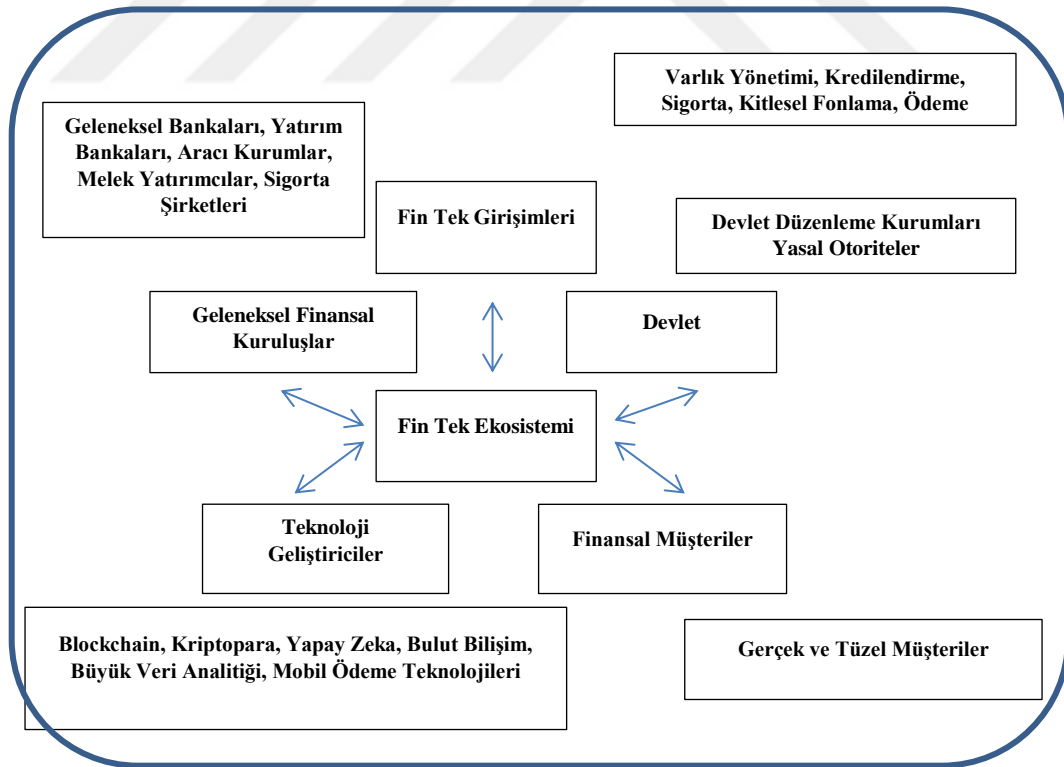 Varlık Yönetimi, Kredilendirme,
Sigorta, Kitlesel Fonlama, Ödeme
Geleneksel Bankaları, Yatırım
Bankaları, Aracı Kurumlar,
Melek Yatırımcılar, Sigorta
Şirketleri
Fin Tek Girişimleri
Devlet Düzenleme Kurumları
Yasal Otoriteler
Geleneksel Finansal
Kuruluşlar
Devlet
Fin Tek Ekosistemi
Teknoloji
Geliştiriciler
Finansal Müşteriler
Blockchain, Kriptopara, Yapay Zeka, Bulut Bilişim,
Büyük Veri Analitiği, Mobil Ödeme Teknolojileri
Gerçek ve Tüzel Müşteriler